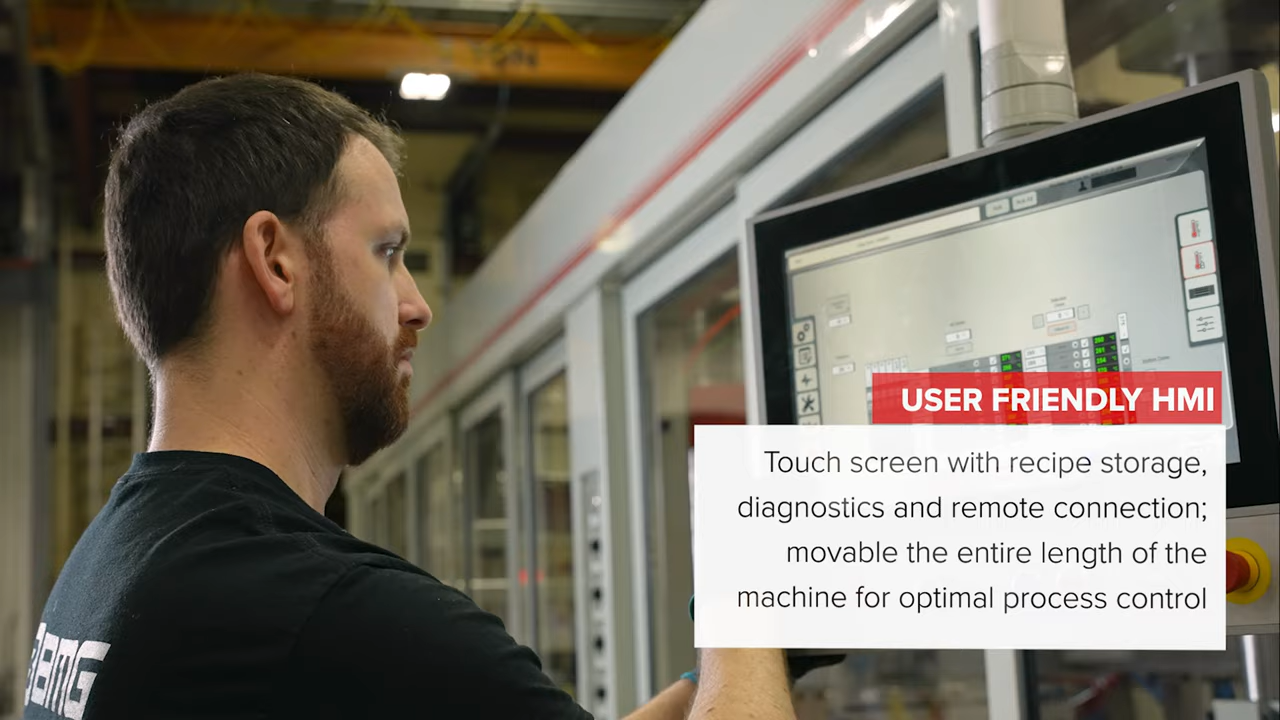 USER FRIENDLY HMI
Touch screen with recipe storage,
diagnostics and remote connection;
movable the entire length of the
machine for optimal process control